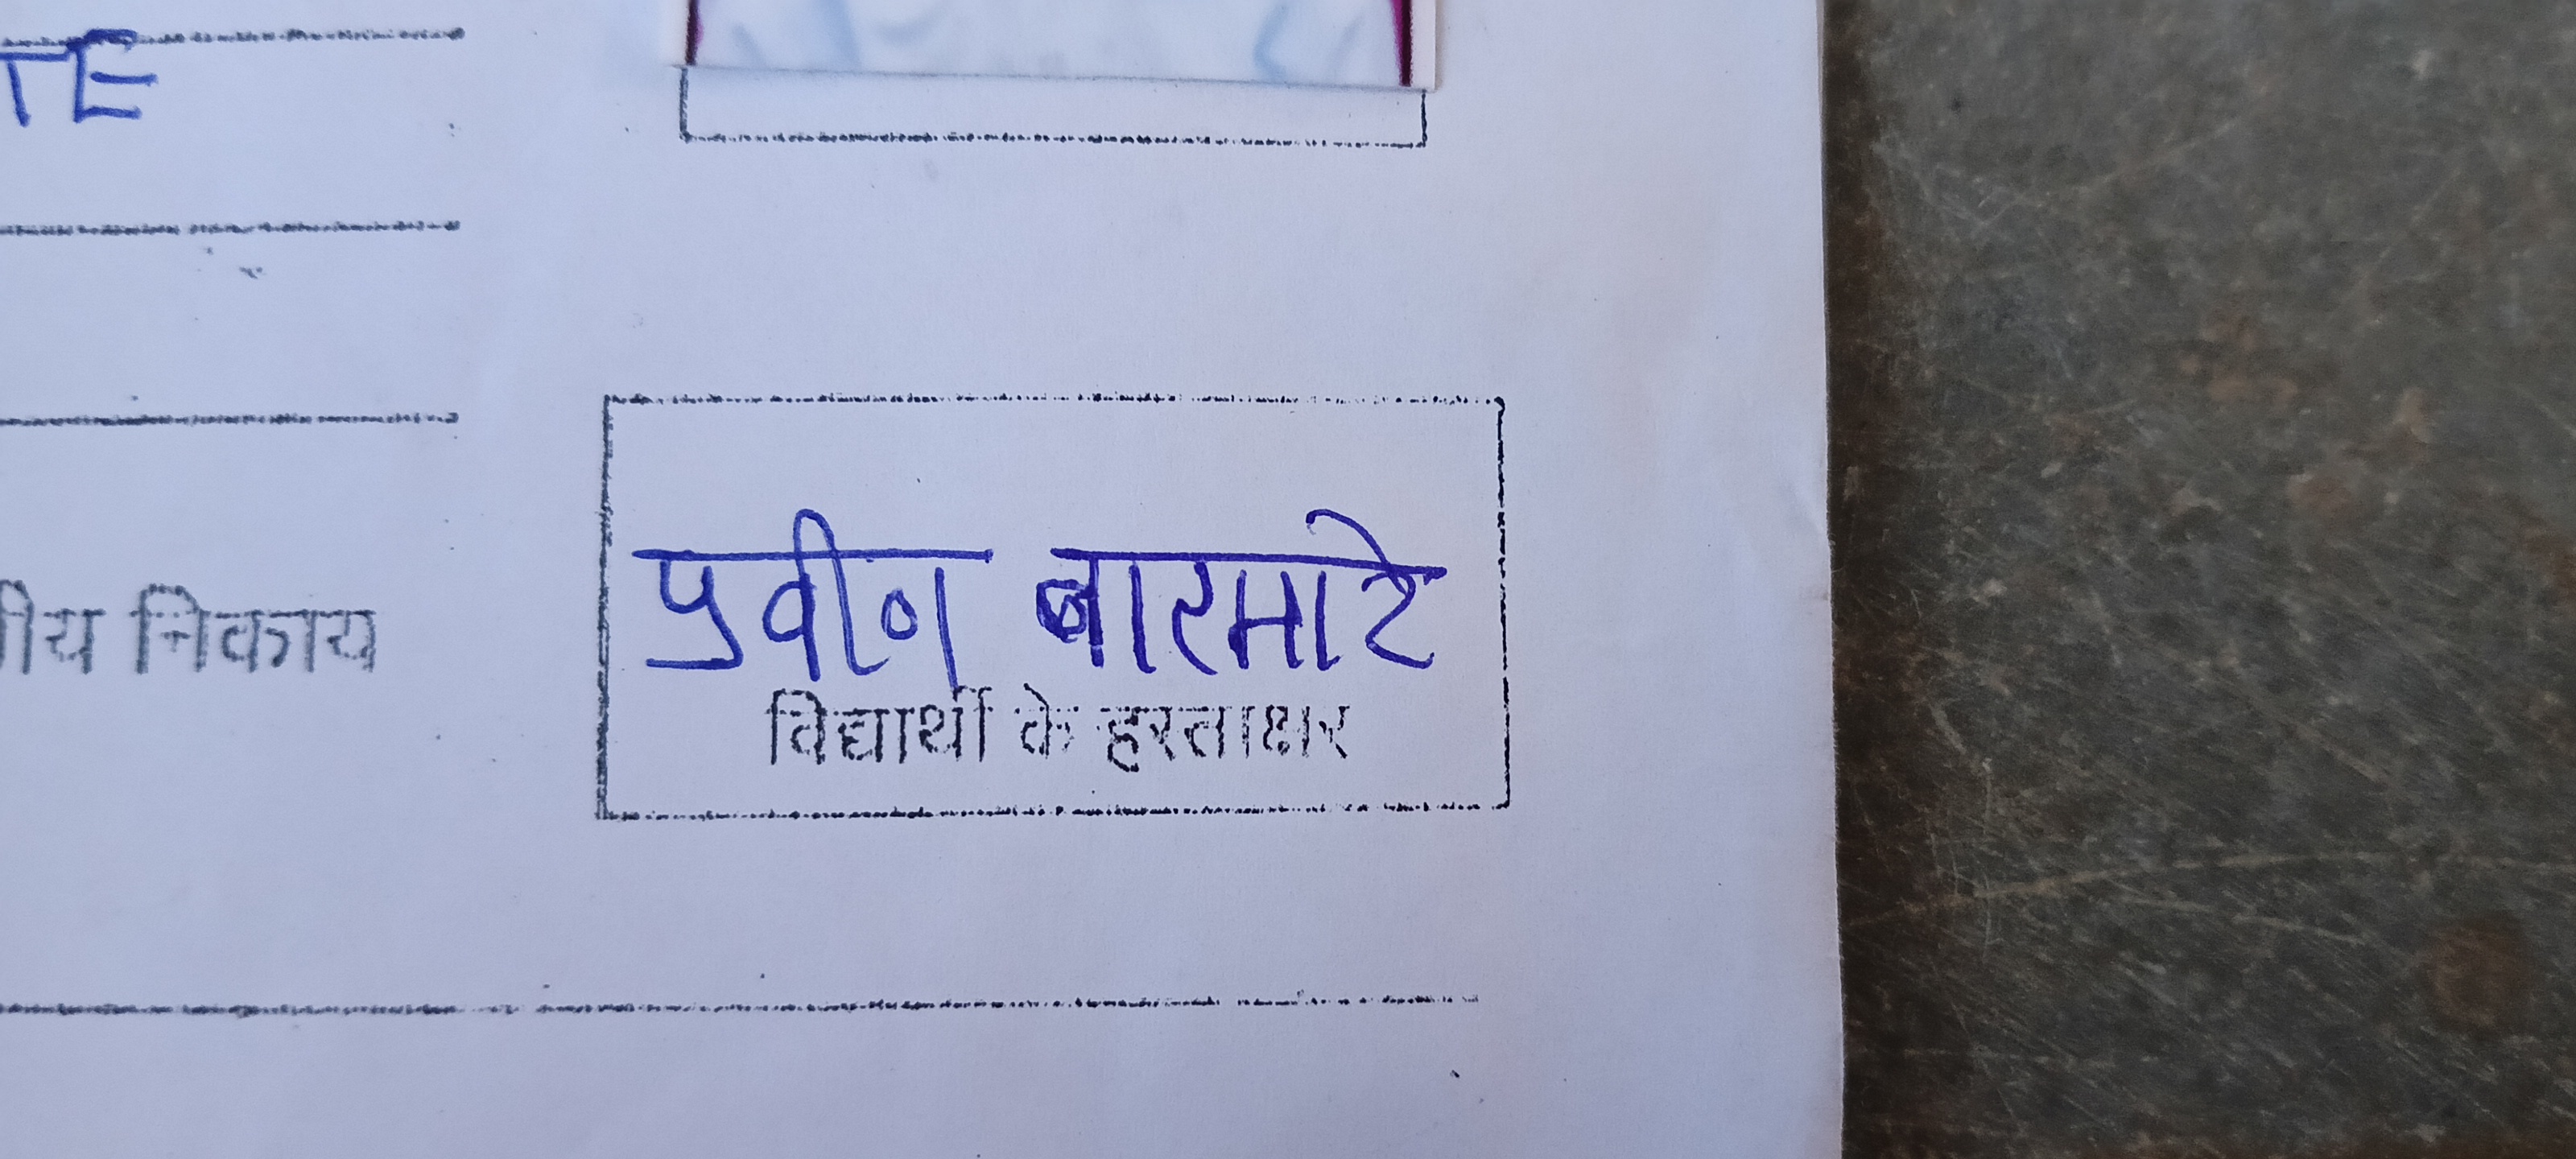 TE
प्रवीण बारमारे
ीय निकाय
विद्यार्थी के हस्ताक्षर